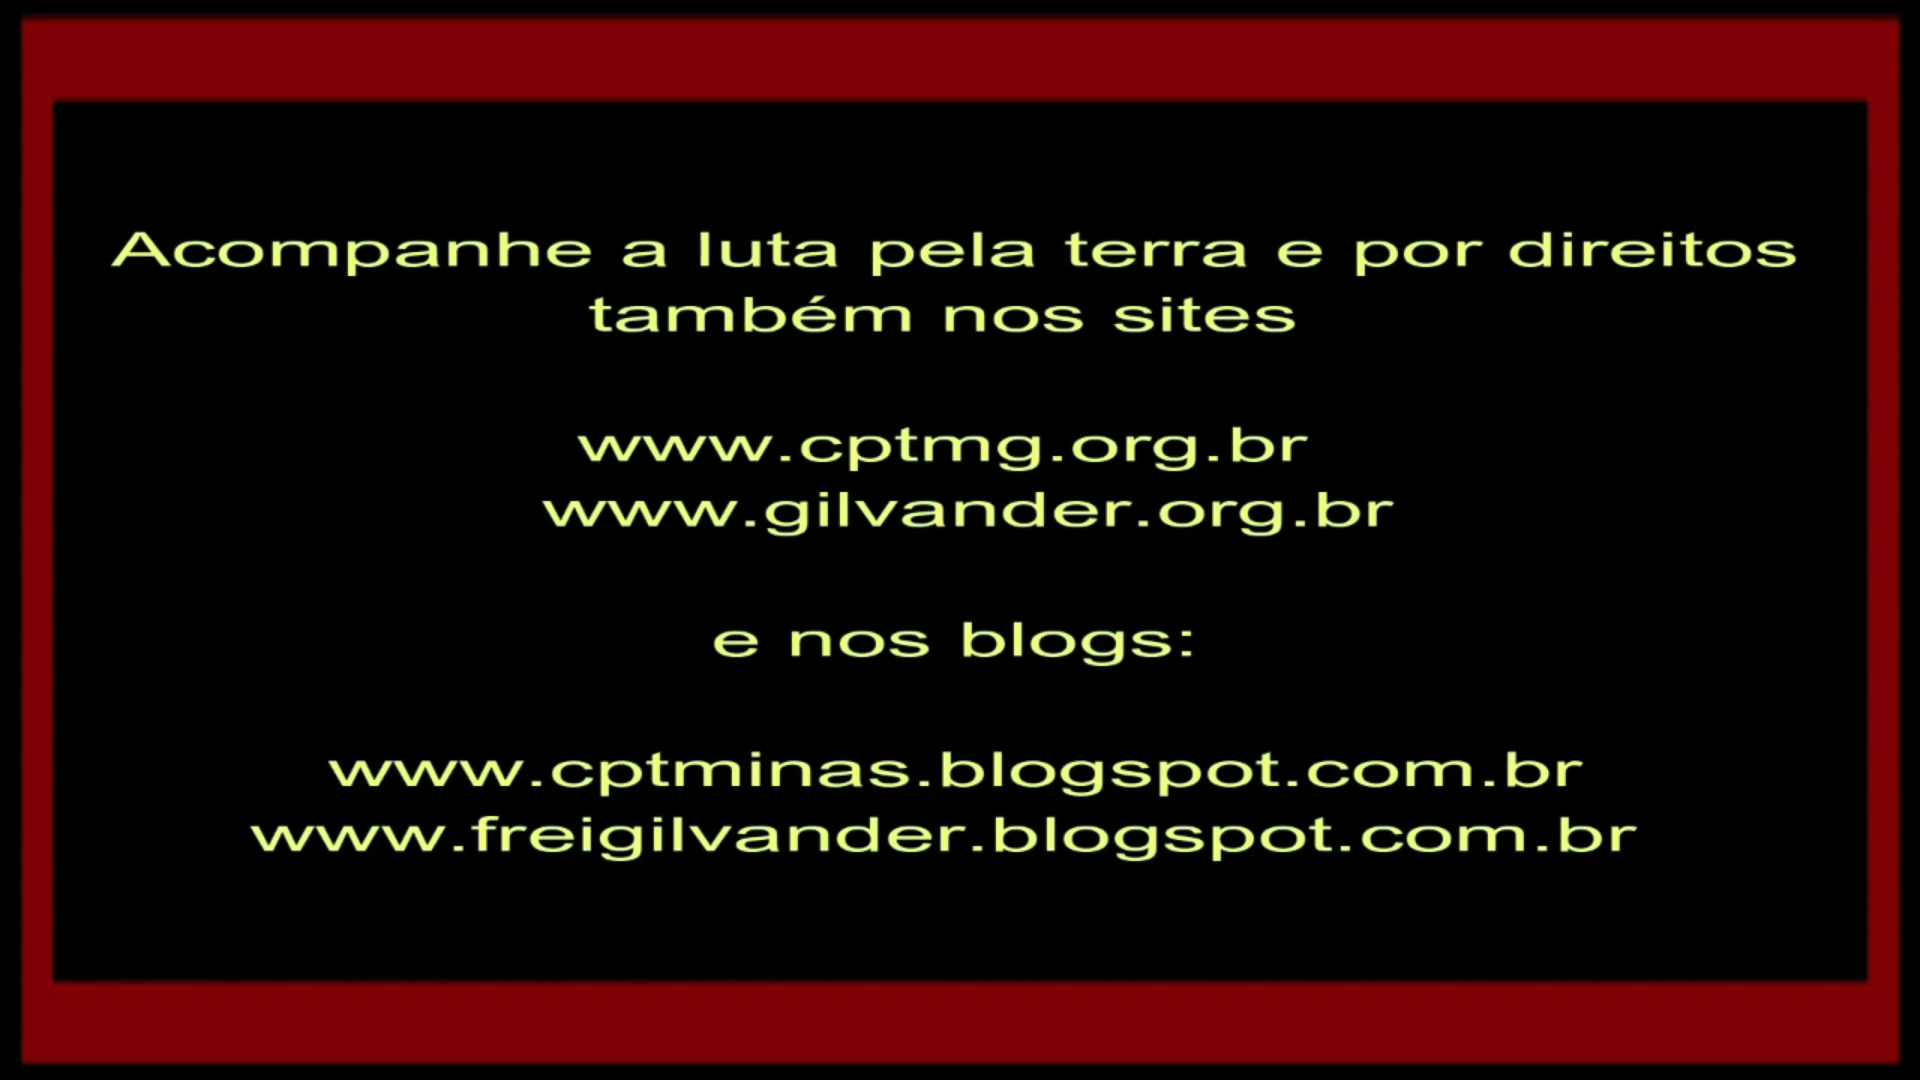 Acompanhe a luta pela terra e por direitos
também nos sites
www.cptmg.org.br
www.gilvander.org.br
e nos blogs:
www.cptminas.blogspot.com.br
www.freigilvander.blogspot.com.br